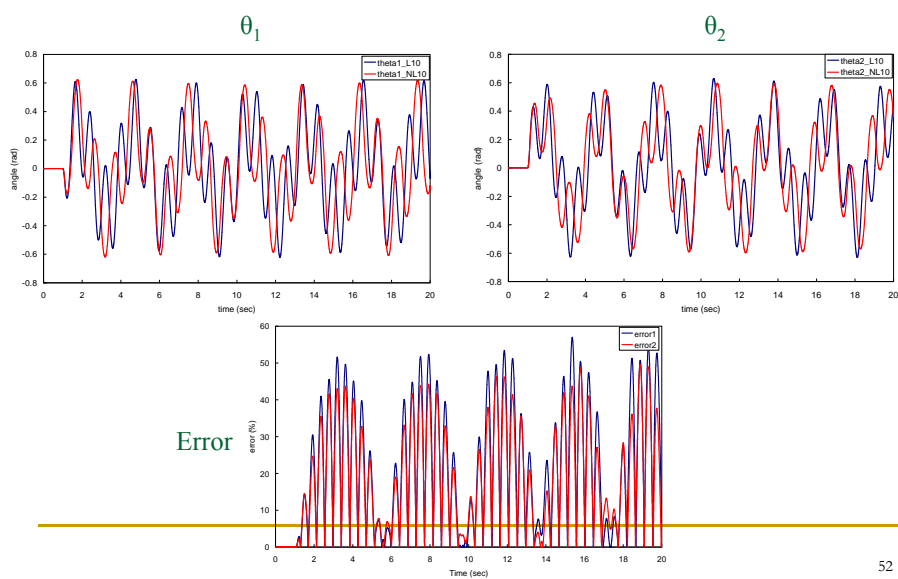 θ1
θ2
0.8
0.6
0.4
0.2
0
-0.2
-0.4
-0.6
-0.8
angle (rad)
0 2 4 6 8 10 12 14 16 18 20
time (sec)
theta1_L10
theta1_NL10
0.8
0.6
0.4
0.2
0
-0.2
-0.4
-0.6
-0.8
angle (rad)
0 2 4 6 8 10 12 14 16 18 20
time (sec)
theta2_L10
theta2_NL10
Error
60
50
40
30
20
10
0
error (%)
0 2 4 6 8 10 12 14 16 18 20
Time (sec)
error1
error2
52